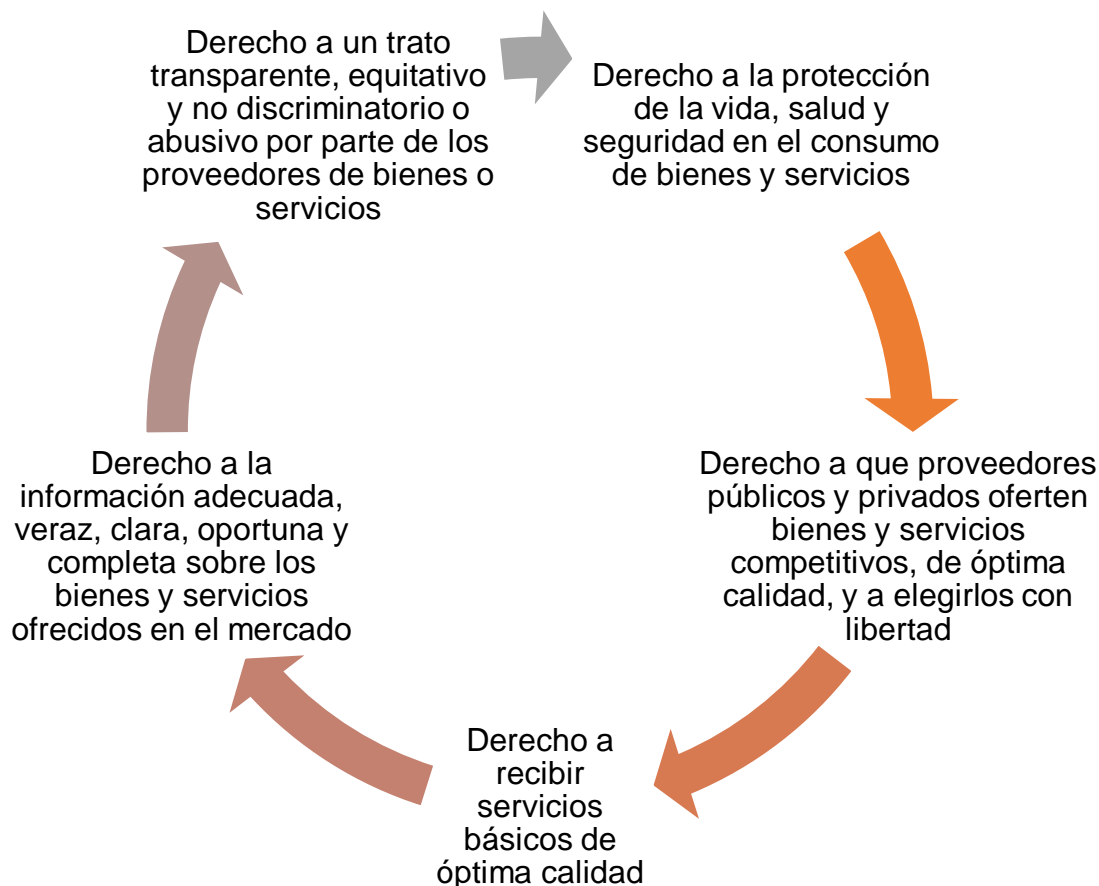 Derecho a un trato
transparente, equitativo
y no discriminatorio o
abusivo por parte de los
proveedores de bienes o
servicios
Derecho a la protección
de la vida, salud y
seguridad en el consumo
de bienes y servicios
Derecho a que proveedores
públicos y privados oferten
bienes y servicios
competitivos, de óptima
calidad, y a elegirlos con
libertad
Derecho a
recibir
servicios
básicos de
óptima calidad
Derecho a la
información adecuada,
veraz, clara, oportuna y
completa sobre los
bienes y servicios
ofrecidos en el mercado